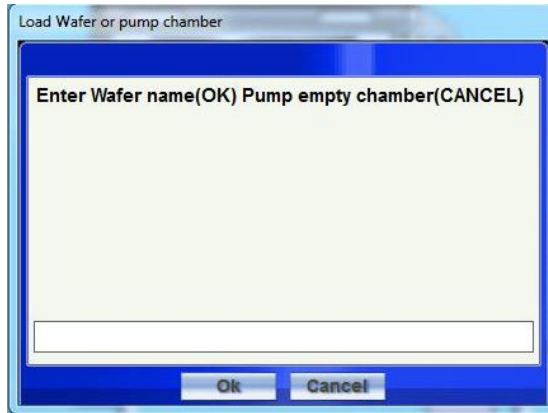 Load Wafer or pump chamber
Enter Wafer name(OK) Pump empty chamber(CANCEL)
Ok Cancel